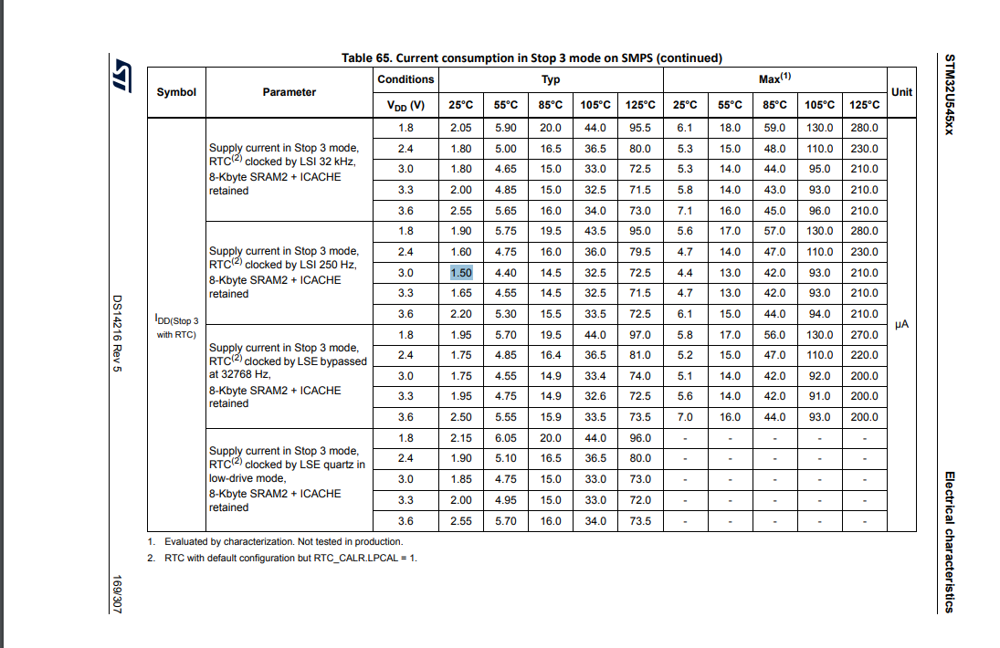 Table 65. Current consumption in Stop 3 mode on SMPS (continued)
Symbol Parameter Conditions Typ Max(1) Unit
VDD (V) 25°C 55°C 85°C 105°C 125°C 25°C 55°C 85°C 105°C 125°C
IDD(Stop 3
with RTC)
Supply current in Stop 3 mode,
RTC(2) clocked by LSI 32 kHz,
8-Kbyte SRAM2 + ICACHE
retained
1.8 2.05 5.90 20.0 44.0 95.5 6.1 18.0 59.0 130.0 280.0
2.4 1.80 5.00 16.5 36.5 80.0 5.3 15.0 48.0 110.0 230.0
3.0 1.80 4.65 15.0 33.0 72.5 5.3 14.0 44.0 95.0 210.0
3.3 2.00 4.85 15.0 32.5 71.5 5.8 14.0 43.0 93.0 210.0
3.6 2.55 5.65 16.0 34.0 73.0 7.1 16.0 45.0 96.0 210.0
Supply current in Stop 3 mode,
RTC(2) clocked by LSI 250 Hz,
8-Kbyte SRAM2 + ICACHE
retained
1.8 1.90 5.75 19.5 43.5 95.0 5.6 17.0 57.0 130.0 280.0
2.4 1.60 4.75 16.0 36.0 79.5 4.7 14.0 47.0 110.0 230.0
3.0 1.50 4.40 14.5 32.5 72.5 4.4 13.0 42.0 93.0 210.0
3.3 1.65 4.55 14.5 32.5 71.5 4.7 13.0 42.0 93.0 210.0
3.6 2.20 5.30 15.5 33.5 73.5 6.1 15.0 44.0 94.0 210.0
Supply current in Stop 3 mode,
RTC(2) clocked by LSE bypassed
at 32768 Hz,
8-Kbyte SRAM2 + ICACHE
retained
1.8 1.95 5.70 19.5 44.0 97.0 5.8 17.0 56.0 130.0 270.0
2.4 1.75 4.85 16.4 36.5 81.0 5.2 15.0 47.0 110.0 220.0
3.0 1.75 4.55 14.9 33.4 74.0 5.1 14.0 42.0 92.0 200.0
3.3 1.95 4.75 14.9 32.6 72.5 5.6 14.0 42.0 91.0 200.0
3.6 2.50 5.55 15.9 33.5 73.5 7.0 16.0 44.0 93.0 200.0
Supply current in Stop 3 mode,
RTC(2) clocked by LSE quartz in
low-drive mode,
8-Kbyte SRAM2 + ICACHE
retained
1.8 2.15 6.05 20.0 44.0 96.0 - - - - -
2.4 1.90 5.10 16.5 36.5 80.0 - - - - -
3.0 1.85 4.75 15.0 33.0 73.0 - - - - -
3.3 2.00 4.95 15.0 33.0 72.0 - - - - -
3.6 2.55 5.70 16.0 34.0 73.5 - - - - -
µA
1. Evaluated by characterization. Not tested in production.
2. RTC with default configuration but RTC_CALR.LPCAL = 1.
ST
DS14216 Rev 5
169/307
STM32U545xx
Electrical characteristics